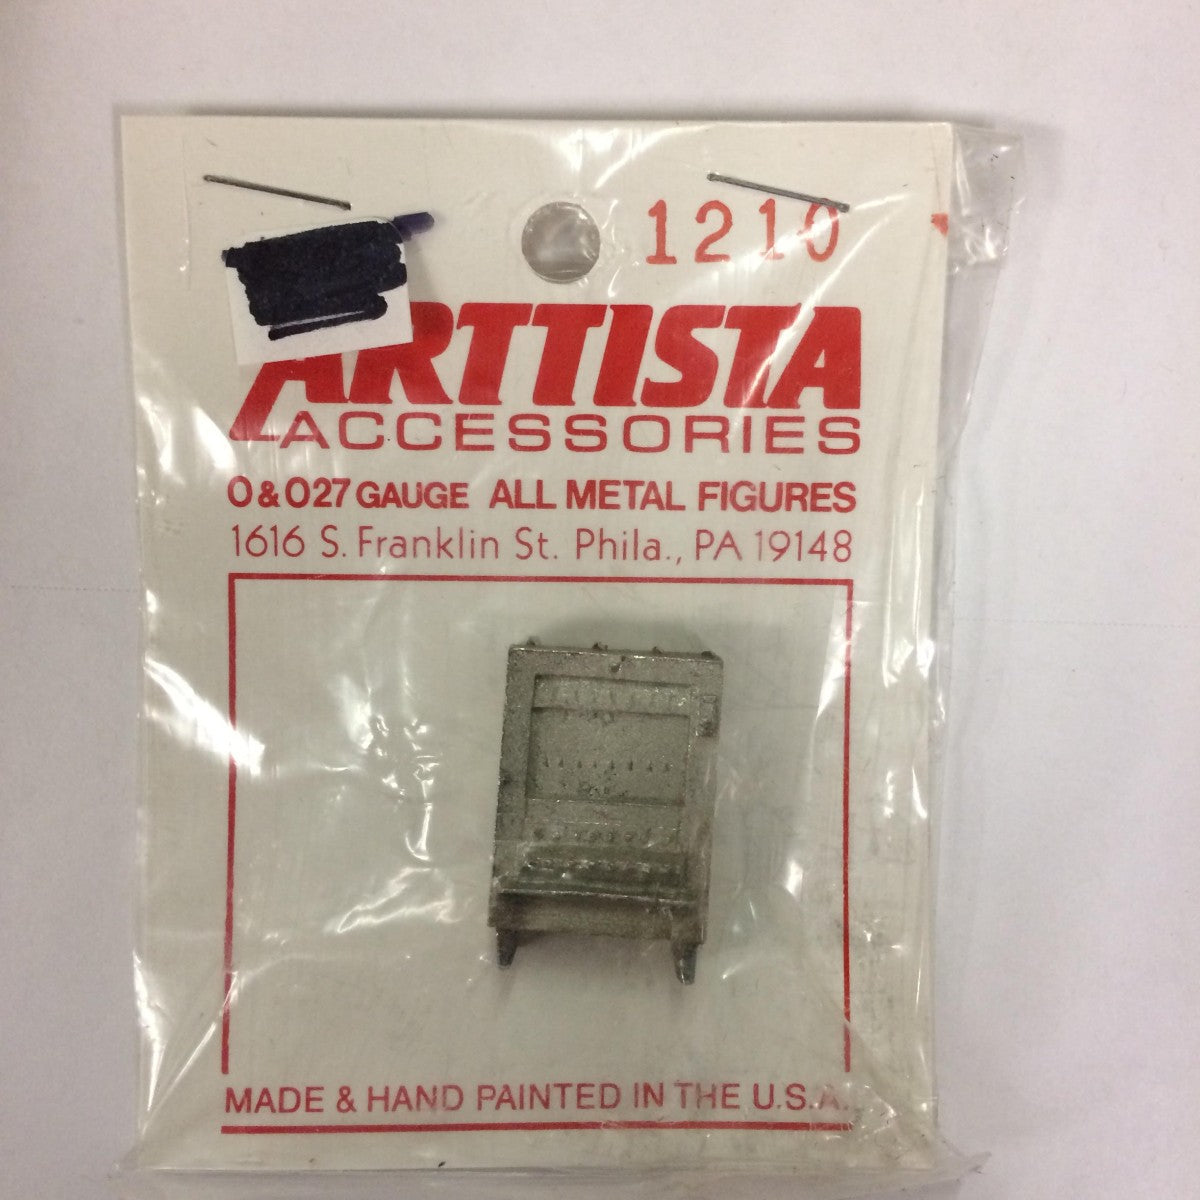 1210
ARTTISTA
ACCESSORIES
O & O27 GAUGE ALL METAL FIGURES
1616 S. Franklin St. Phila., PA 19148
MADE & HAND PAINTED IN THE U.S.A.